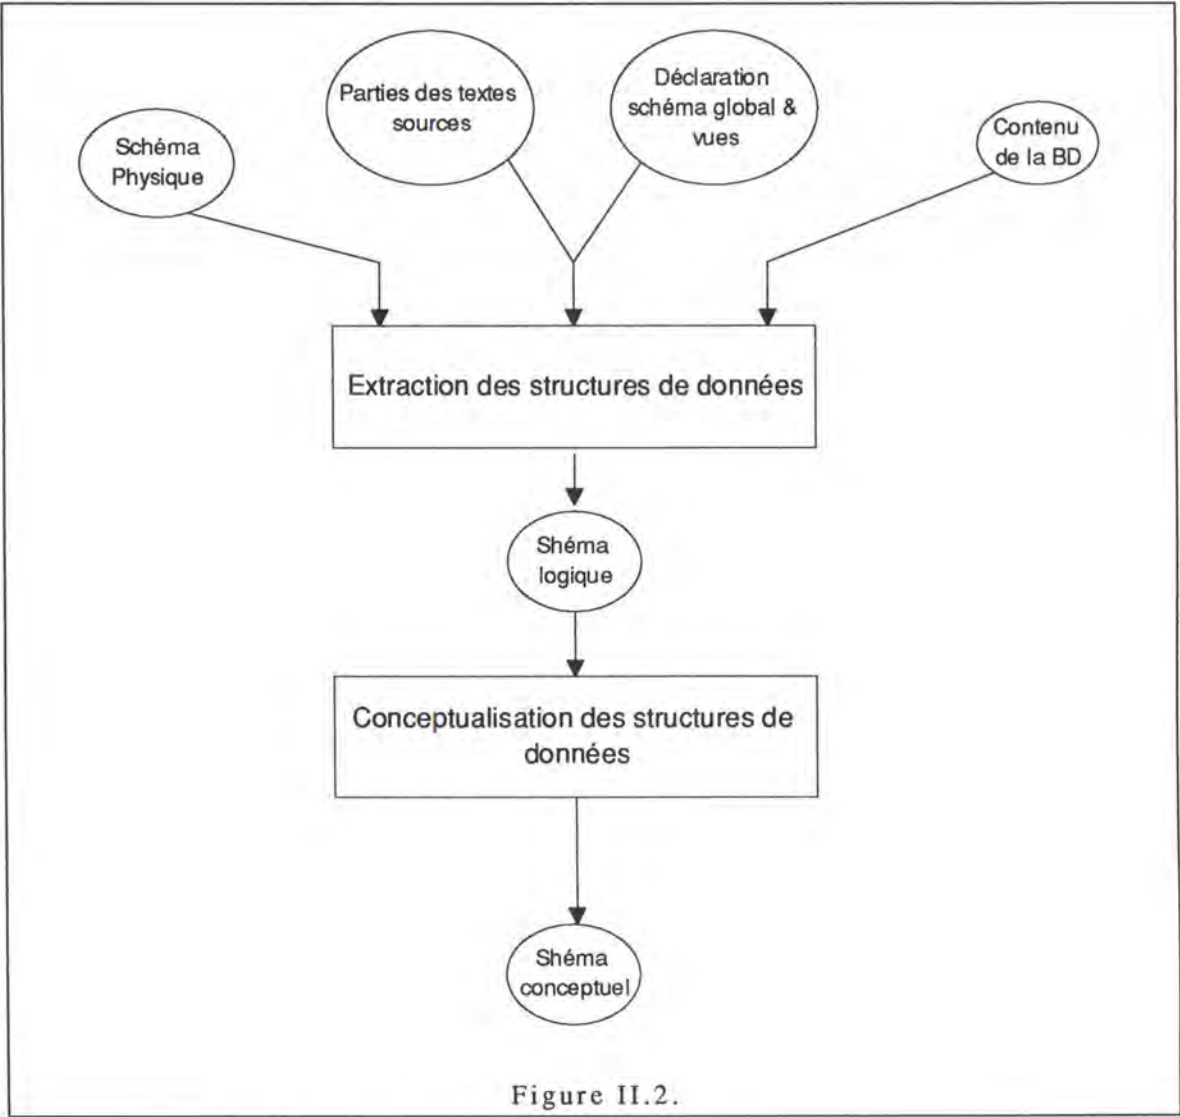 Schéma
Physique
Parties des textes
sources
Déclaration
schéma global &
vues
Contenu
de la BD
Extraction des structures de données
Shéma
logique
Conceptualisation des structures de
données
Shéma
conceptuel
Figure II.2.